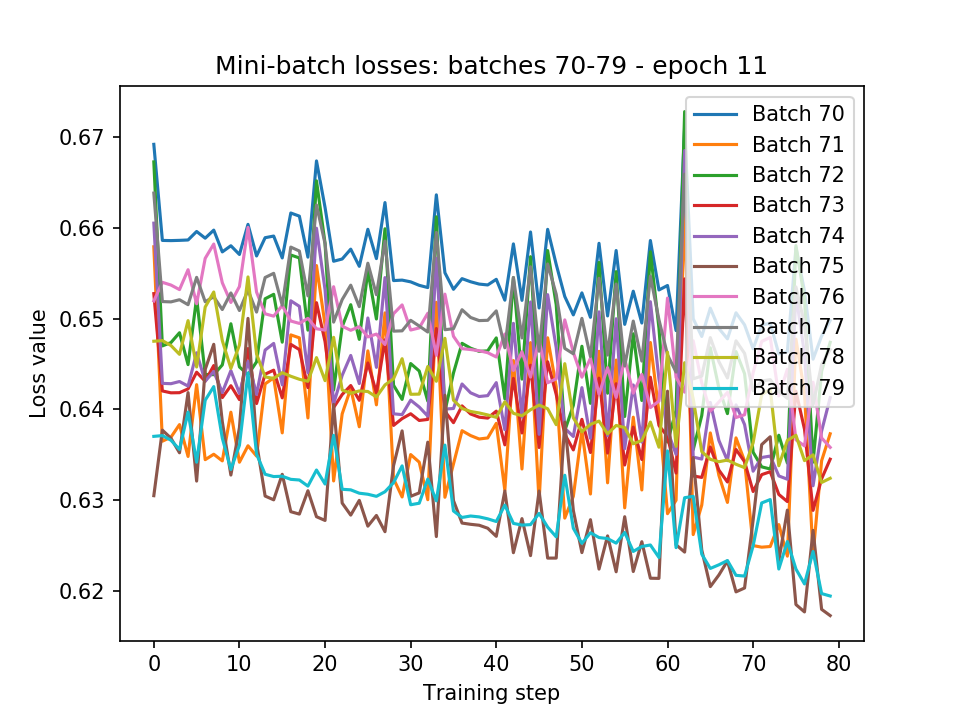 Mini-batch losses: batches 70-79 - epoch 11
Loss value
0.67
0.66
0.65
0.64
0.63
0.62
0
10
20
30
40
50
60
70
80
Training step
Batch 70
Batch 71
Batch 72
Batch 73
Batch 74
Batch 75
Batch 76
Batch 77
Batch 78
Batch 79